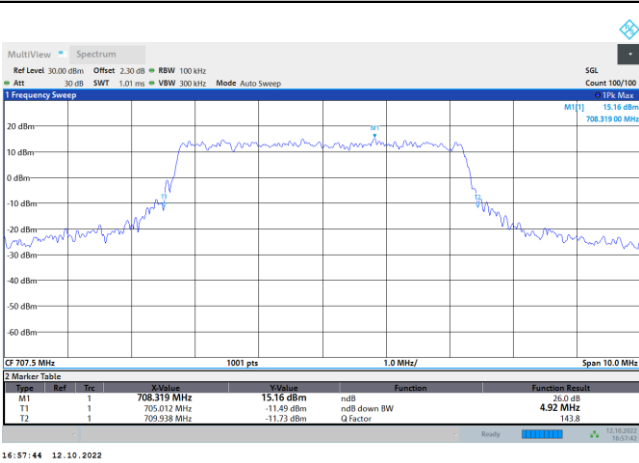 MultiView Spectrum
Ref Level 30.00 dBm Offset 2.30 dB RBW 100 kHz SGL
Att 30 dB SWT 1.01 ms VBW 300 kHz Mode Auto Sweep Count 100/100
1 Frequency Sweep 1Pk Max
M1[1] 15.16 dBm
708.319 00 MHz
M1
20 dBm
10 dBm
0 dBm
T1 T2
-10 dBm
-20 dBm
-30 dBm
-40 dBm
-50 dBm
-60 dBm
CF 707.5 MHz 1001 pts 1.0 MHz/ Span 10.0 MHz
2 Marker Table
Type Ref Trc X-Value Y-Value Function Function Result
M1 1 708.319 MHz 15.16 dBm ndB 26.0 dB
T1 1 705.012 MHz -11.49 dBm ndB down BW 4.92 MHz
T2 1 709.938 MHz -11.73 dBm Q Factor 143.8
Ready 12.10.2022
16:57:42
16:57:44 12.10.2022